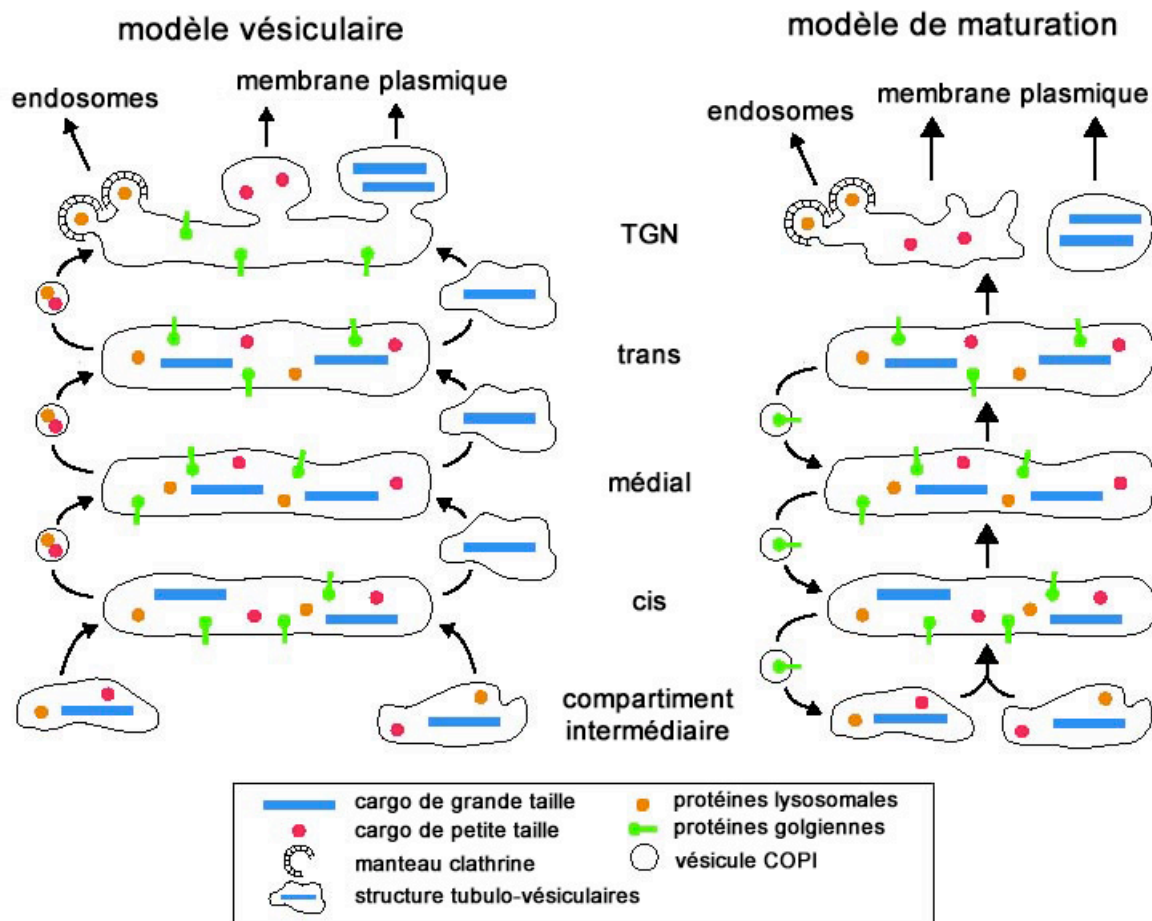 modèle vésiculaire
modèle de maturation
endosomes
membrane plasmique
endosomes
membrane plasmique
TGN
trans
médial
cis
compartiment
intermédiaire
cargo de grande taille
protéines lysosomales
cargo de petite taille
protéines golgiennes
manteau clathrine
vésicule COPI
structure tubulo-vésiculaires